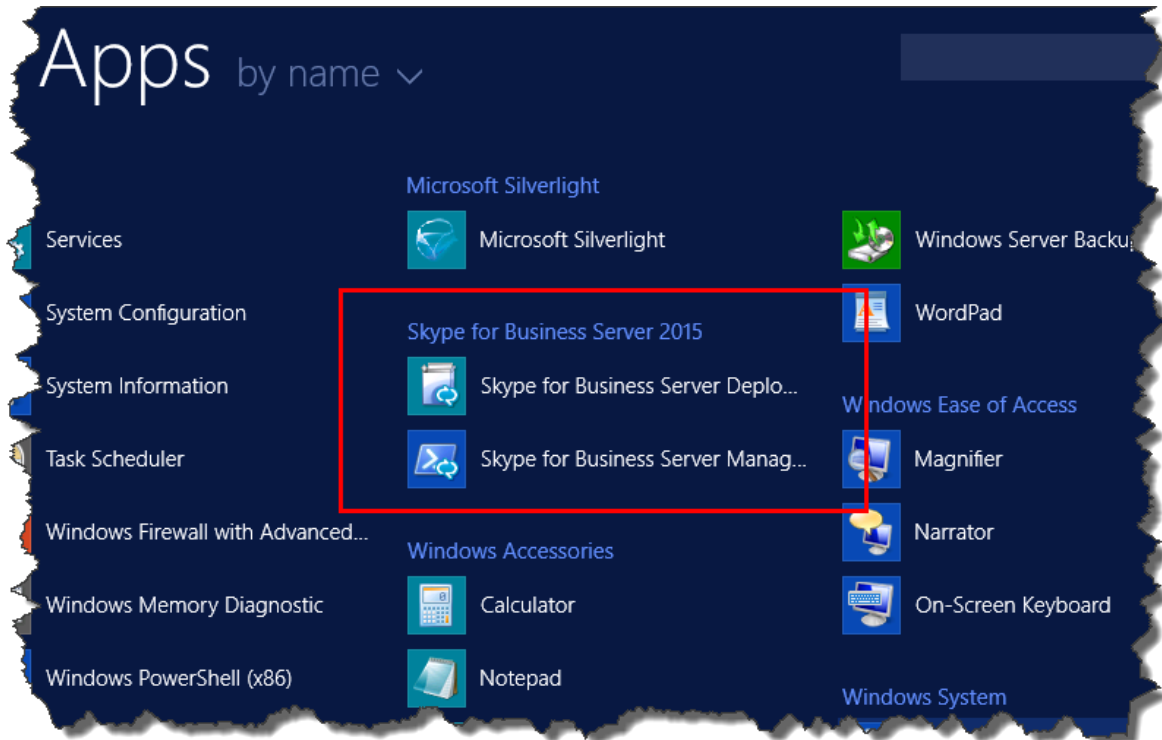 Apps by name
Services
System Configuration
System Information
Task Scheduler
Windows Firewall with Advanced...
Windows Memory Diagnostic
Windows PowerShell (x86)
Microsoft Silverlight
Microsoft Silverlight
Skype for Business Server 2015
Skype for Business Server Deplo...
Skype for Business Server Manag...
Windows Accessories
Calculator
Notepad
Windows Server Backu
WordPad
Windows Ease of Access
Magnifier
Narrator
On-Screen Keyboard
Windows System